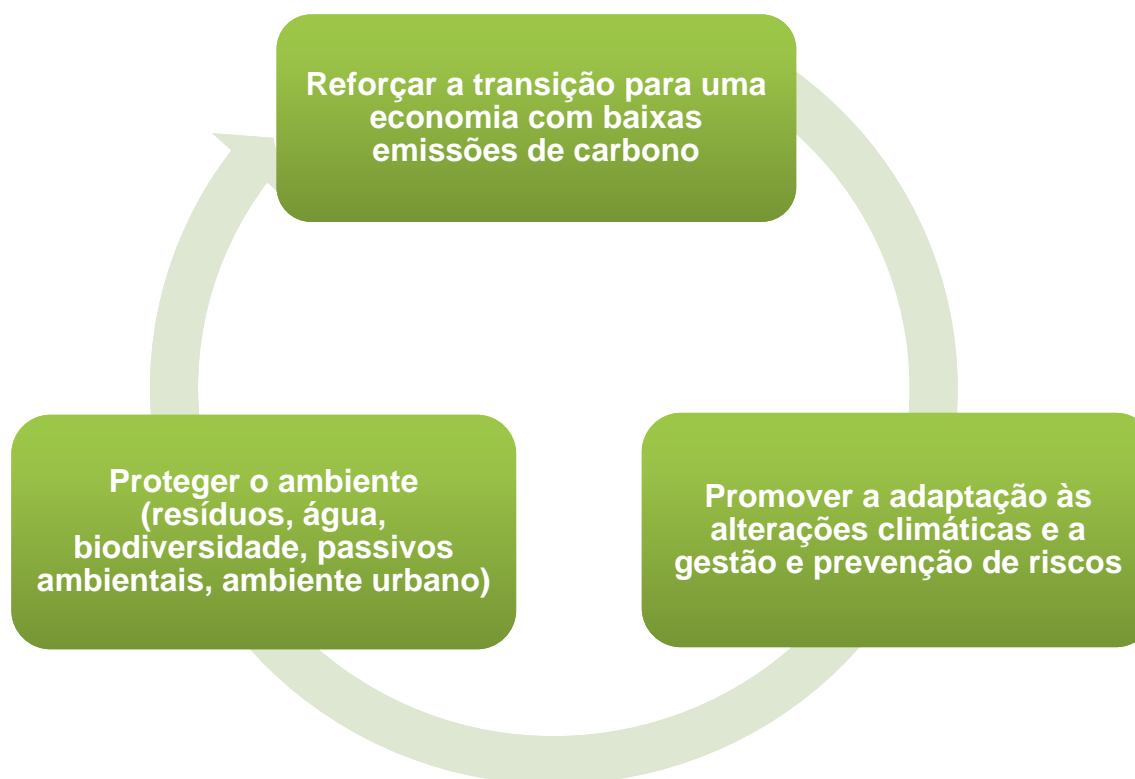 Reforçar a transição para uma
economia com baixas
emissões de carbono
Promover a adaptação às
alterações climáticas e a
gestão e prevenção de riscos
Proteger o ambiente
(resíduos, água,
biodiversidade, passivos
ambientais, ambiente urbano)